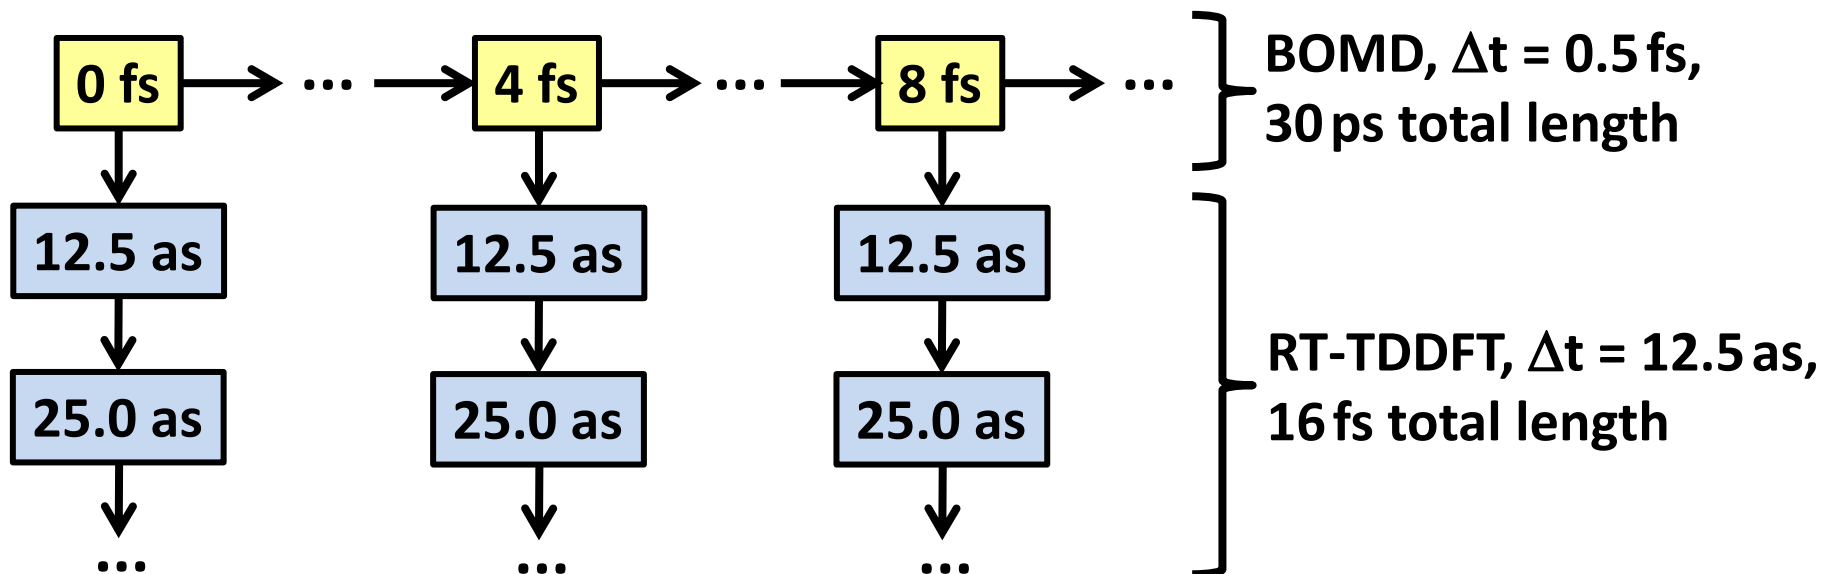 0 fs ... 4 fs ... 8 fs ...
BOMD, Δt = 0.5 fs,
30 ps total length
12.5 as 12.5 as 12.5 as
25.0 as 25.0 as 25.0 as
... ... ...
RT-TDDFT, Δt = 12.5 as,
16 fs total length